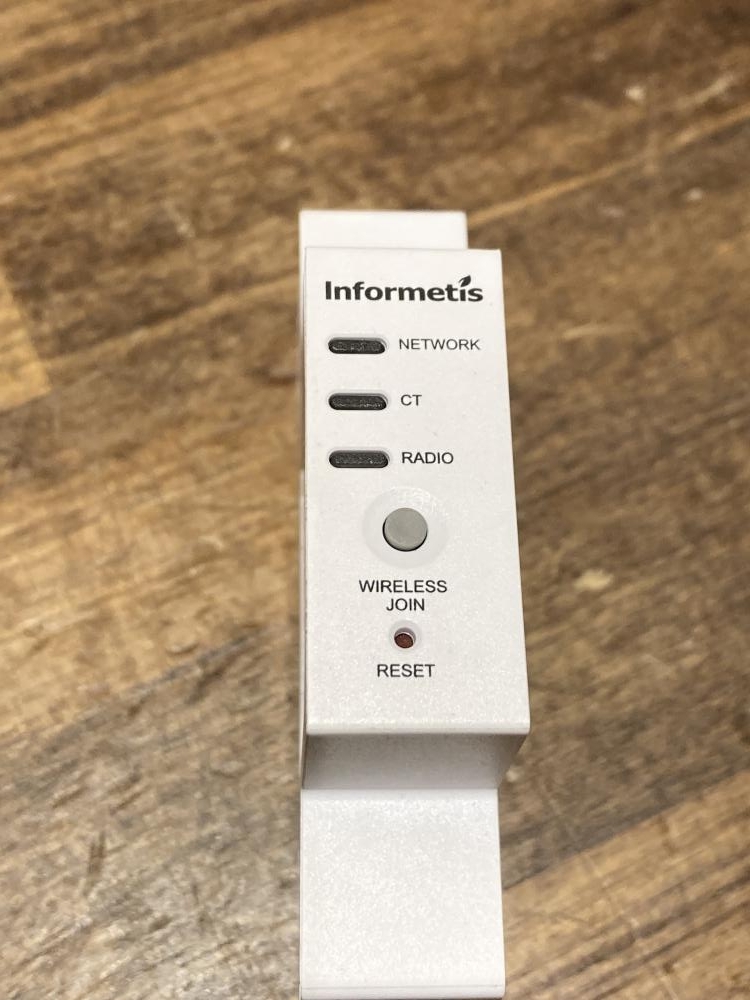 Informetis
NETWORK
CT
RADIO
WIRELESS
JOIN
RESET